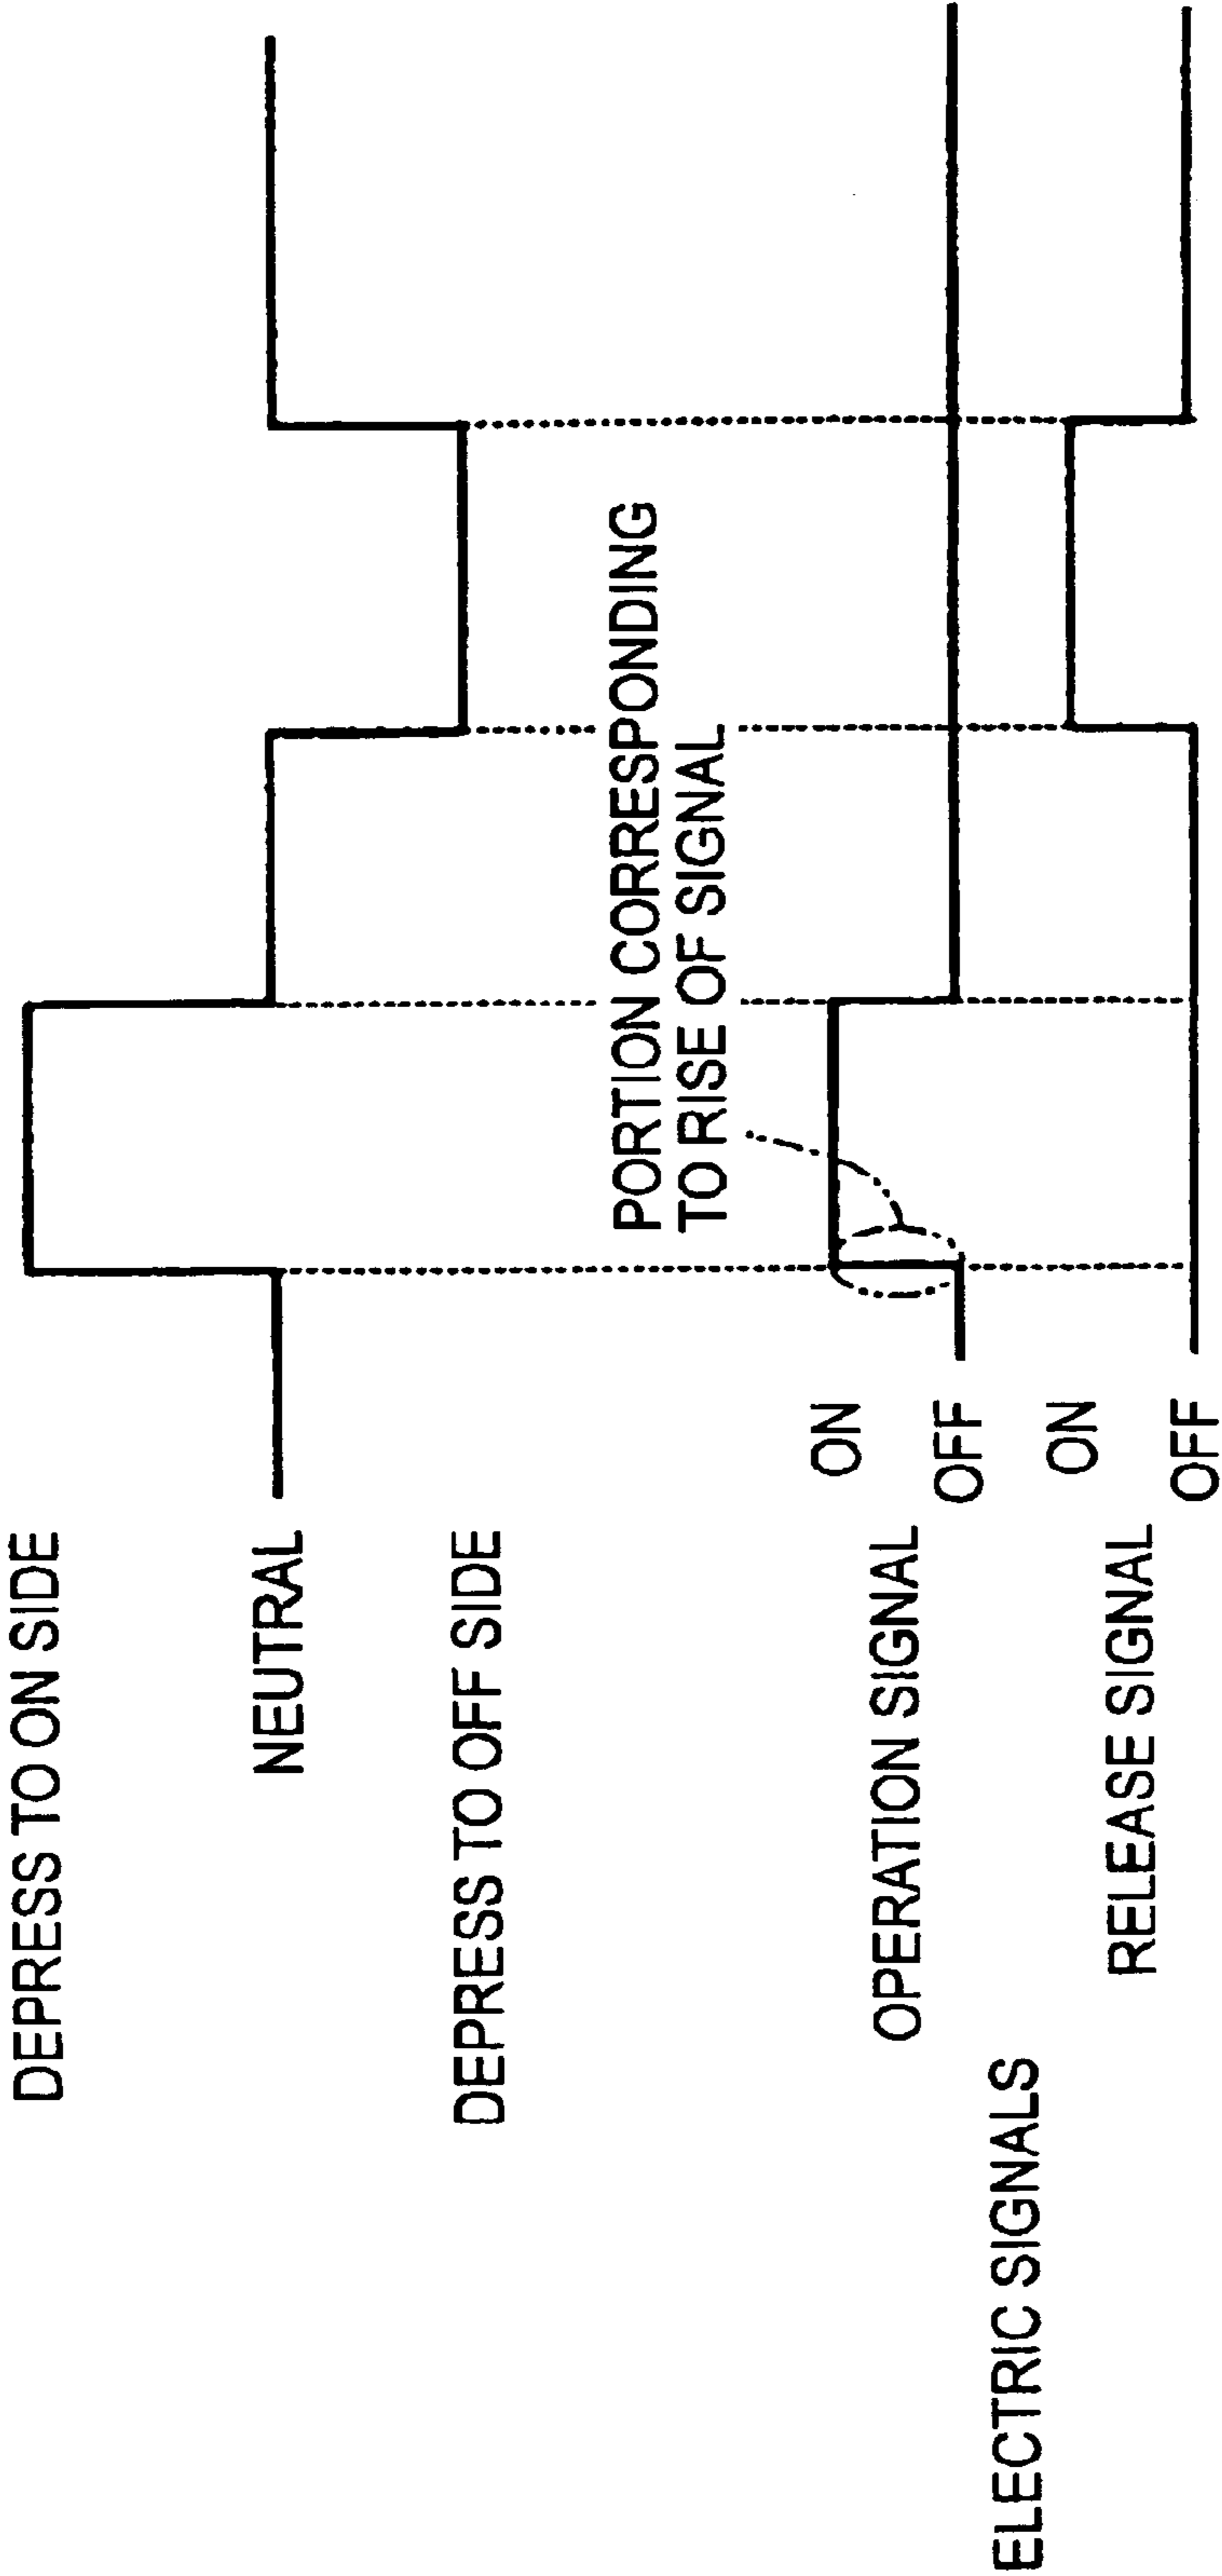 DEPRESS TO ON SIDE
NEUTRAL
DEPRESS TO OFF SIDE
PORTION CORRESPONDING
TO RISE OF SIGNAL
ELECTRIC SIGNALS
OPERATION SIGNAL
ON
OFF
RELEASE SIGNAL
ON
OFF